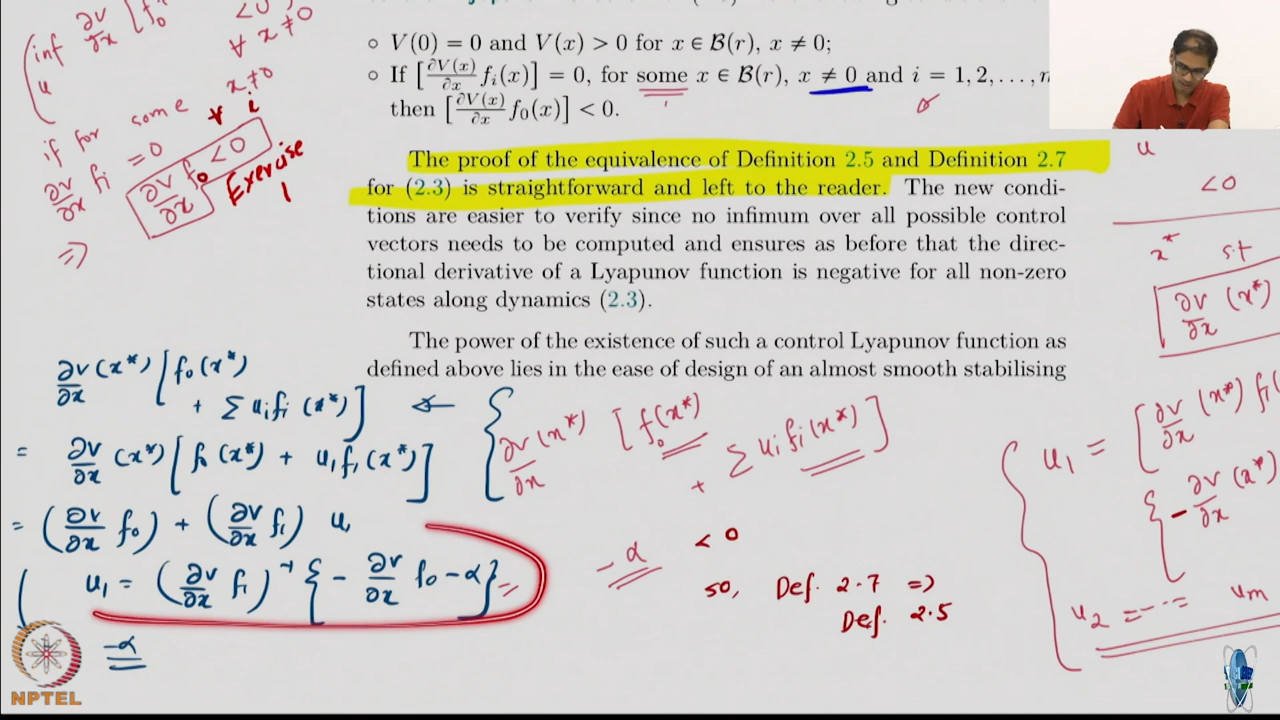 ∘ V(0) = 0 and V(x) > 0 for x ∈ B(r), x ≠ 0;
∘ If [∂V(x)/∂x f_i(x)] = 0, for some x ∈ B(r), x ≠ 0 and i = 1, 2, . . . ,
then [∂V(x)/∂x f_0(x)] < 0.
The proof of the equivalence of Definition 2.5 and Definition 2.7
for (2.3) is straightforward and left to the reader. The new condi-
tions are easier to verify since no infimum over all possible control
vectors needs to be computed and ensures as before that the direc-
tional derivative of a Lyapunov function is negative for all non-zero
states along dynamics (2.3).
The power of the existence of such a control Lyapunov function as
defined above lies in the ease of design of an almost smooth stabilising
inf ∂V/∂x [f_0
u
< 0
∀ x ≠ 0
if for some x ≠ 0
∂V/∂x f_i = 0 ∀ i
⇒ ∂V/∂x f_0 < 0
Exercise 1
∂V/∂x (x*) [f_0(x*)
+ Σ u_i f_i (x*)]
= ∂V/∂x (x*) [f_0(x*) + u_1 f_1(x*)]
= (∂V/∂x f_0) + (∂V/∂x f_1) u_1
u_1 = (∂V/∂x f_1)^-1 {- ∂V/∂x f_0 - α}
-α
∂V/∂x (x*) [f_0(x*)
+ Σ u_i f_i(x*)]
-α < 0
so, Def. 2.7 ⇒
Def. 2.5
u
< 0
x* s.t
∂V/∂x (x*)
u_1 = [∂V/∂x (x*) f_i(
{- ∂V/∂x (x*)
u_2 = -- = u_m
NPTEL